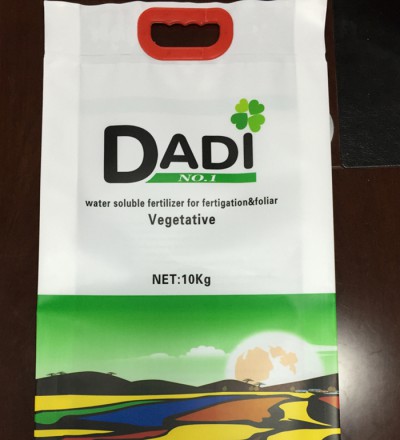 DADI
NO.1
water soluble fertilizer for fertigation&foliar
Vegetative
NET:10Kg